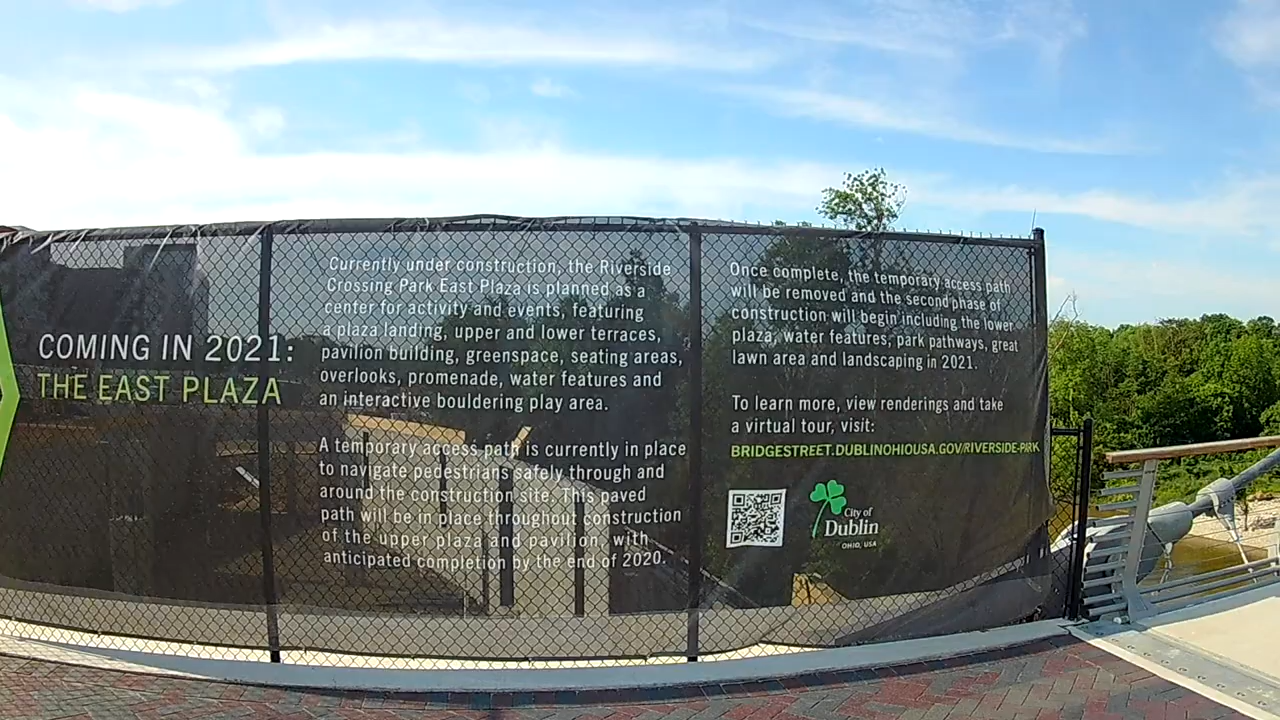 COMING IN 2021:
THE EAST PLAZA
Currently under construction, the Riverside
Crossing Park East Plaza is planned as a
center for activity and events, featuring
a plaza landing, upper and lower terraces,
pavilion building, greenspace, seating areas,
overlooks, promenade, water features and
an interactive bouldering play area.
A temporary access path is currently in place
to navigate pedestrians safely through and
around the construction site. This paved
path will be in place throughout construction
of the upper plaza and pavilion, with
anticipated completion by the end of 2020.
Once complete, the temporary access path
will be removed and the second phase of
construction will begin including the lower
plaza, water features, park pathways, great
lawn area and landscaping in 2021.
To learn more, view renderings and take
a virtual tour, visit:
BRIDGESTREET.DUBLINOHIOUSA.GOV/RIVERSIDE-PARK
City of
Dublin
OHIO, USA